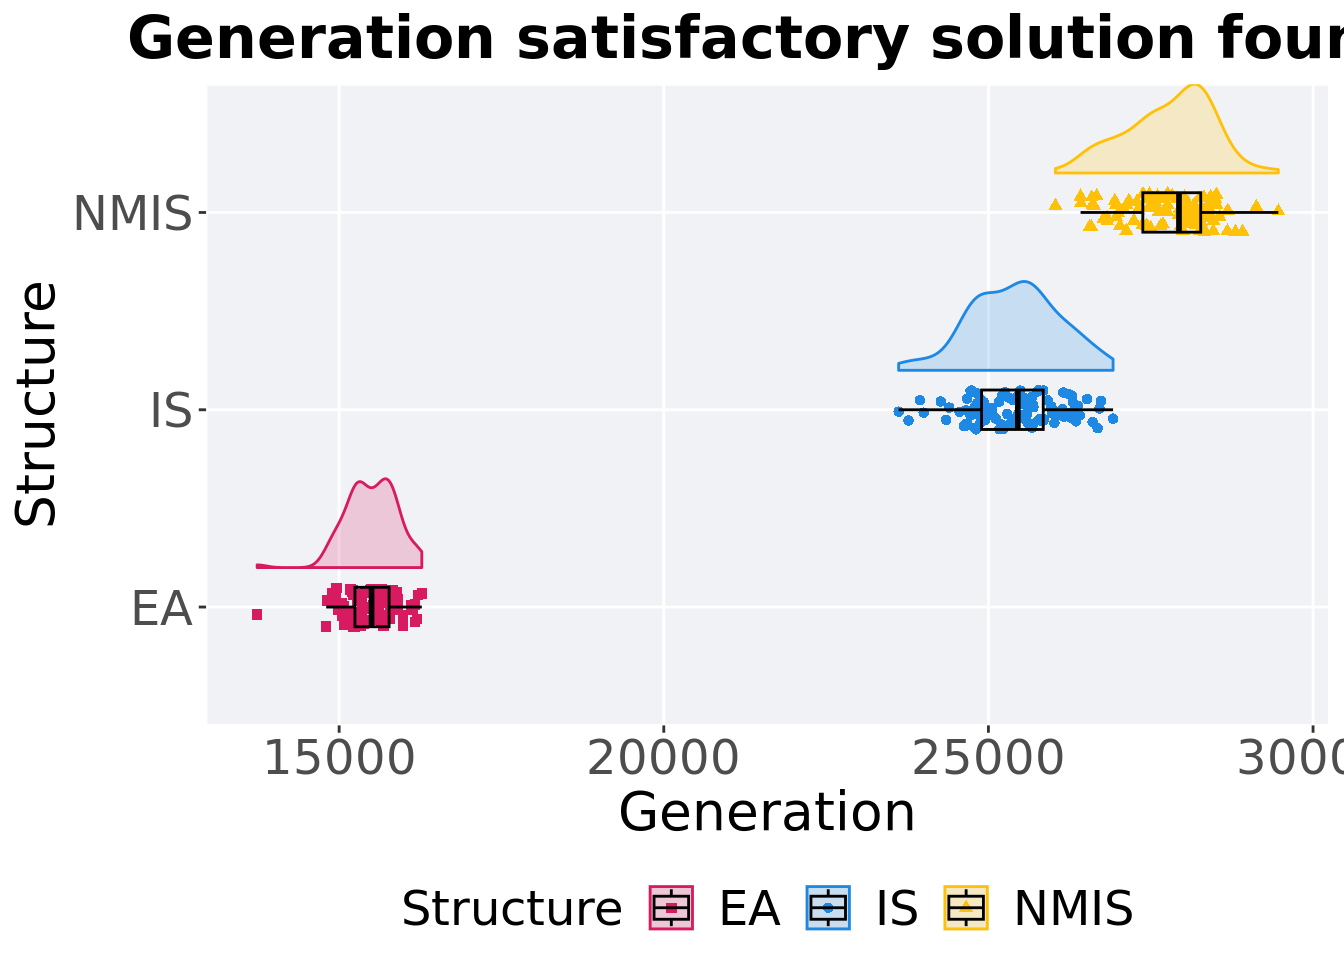 Generation satisfactory solution four
NMIS
IS
EA
Structure
15000 20000 25000 3000
Generation
Structure EA IS NMIS